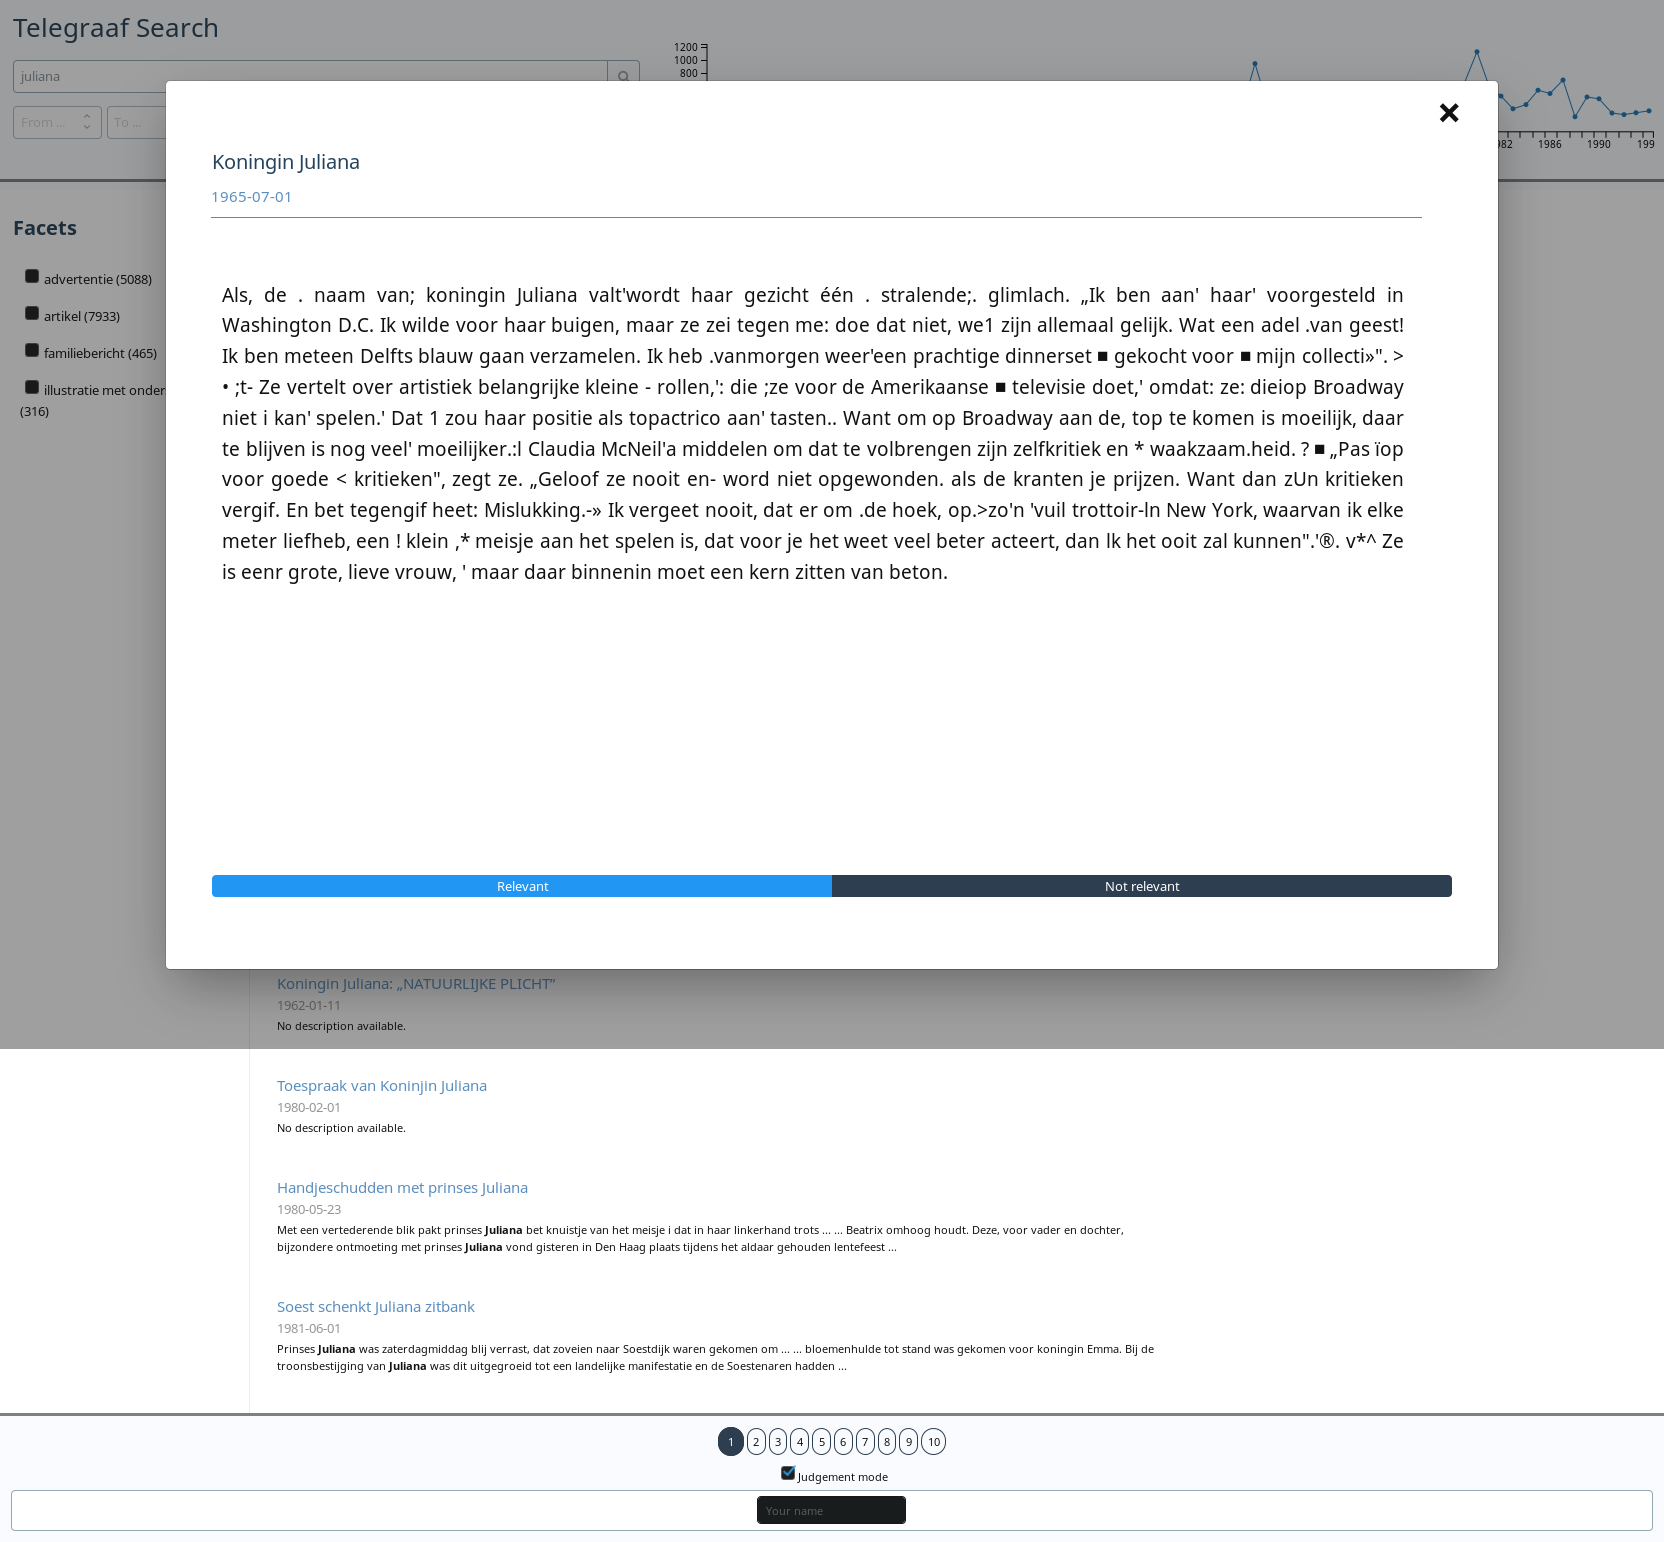 Telegraaf Search
juliana
From ...
To ...
1200
1000
800
1986
1990
199
Facets
advertentie (5088)
artikel (7933)
familiebericht (465)
illustratie met onder
(316)
Koningin Juliana
1965-07-01
Als, de . naam van; koningin Juliana valt'wordt haar gezicht één . stralende;. glimlach. „Ik ben aan' haar' voorgesteld in
Washington D.C. Ik wilde voor haar buigen, maar ze zei tegen me: doe dat niet, we1 zijn allemaal gelijk. Wat een adel .van geest!
Ik ben meteen Delfts blauw gaan verzamelen. Ik heb .vanmorgen weer'een prachtige dinnerset ■ gekocht voor ■ mijn collecti»". >
• ;t- Ze vertelt over artistiek belangrijke kleine - rollen,': die ;ze voor de Amerikaanse ■ televisie doet,' omdat: ze: dieiop Broadway
niet i kan' spelen.' Dat 1 zou haar positie als topactrico aan' tasten.. Want om op Broadway aan de, top te komen is moeilijk, daar
te blijven is nog veel' moeilijker.:l Claudia McNeil'a middelen om dat te volbrengen zijn zelfkritiek en * waakzaam.heid. ? ■ „Pas ïop
voor goede < kritieken", zegt ze. „Geloof ze nooit en- word niet opgewonden. als de kranten je prijzen. Want dan zUn kritieken
vergif. En bet tegengif heet: Mislukking.-» Ik vergeet nooit, dat er om .de hoek, op.>zo'n 'vuil trottoir-ln New York, waarvan ik elke
meter liefheb, een ! klein ,* meisje aan het spelen is, dat voor je het weet veel beter acteert, dan lk het ooit zal kunnen".'®. v*^ Ze
is eenr grote, lieve vrouw, ' maar daar binnenin moet een kern zitten van beton.
Relevant
Not relevant
Koningin Juliana: „NATUURLIJKE PLICHT”
1962-01-11
No description available.
Toespraak van Koninjin Juliana
1980-02-01
No description available.
Handjeschudden met prinses Juliana
1980-05-23
Met een vertederende blik pakt prinses Juliana bet knuistje van het meisje i dat in haar linkerhand trots ... ... Beatrix omhoog houdt. Deze, voor vader en dochter,
bijzondere ontmoeting met prinses Juliana vond gisteren in Den Haag plaats tijdens het aldaar gehouden lentefeest ...
Soest schenkt Juliana zitbank
1981-06-01
Prinses Juliana was zaterdagmiddag blij verrast, dat zoveien naar Soestdijk waren gekomen om ... ... bloemenhulde tot stand was gekomen voor koningin Emma. Bij de
troonsbestijging van Juliana was dit uitgegroeid tot een landelijke manifestatie en de Soestenaren hadden ...
1 2 3 4 5 6 7 8 9 10
Judgement mode
Your name